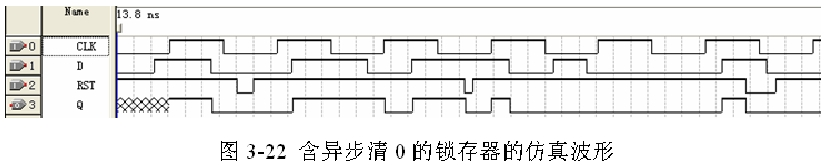 Name
13.8 ms
0 CLK
1 D
2 RST
3 Q
图 3-22 含异步清 0 的锁存器的仿真波形